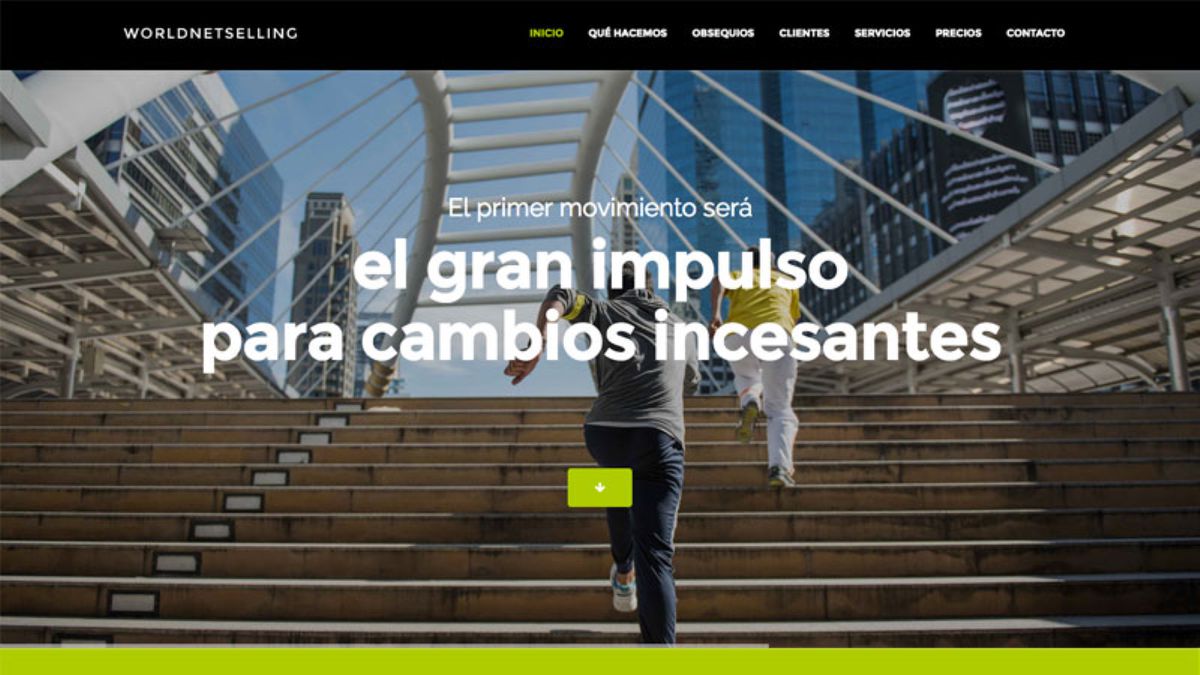 WORLDNETSELLING
INICIO QUÉ HACEMOS OBSEQUIOS CLIENTES SERVICIOS PRECIOS CONTACTO
El primer movimiento será
el gran impulso
para cambios incesantes